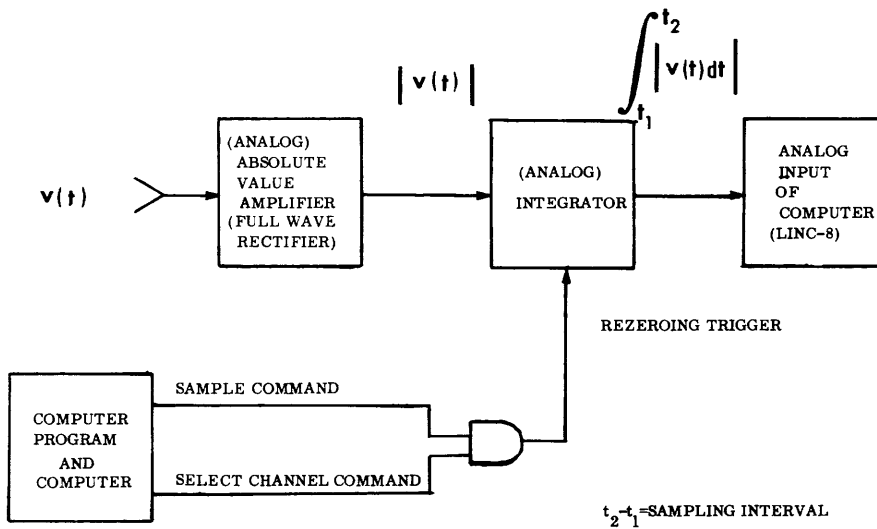 v(t)
(ANALOG)
ABSOLUTE
VALUE
AMPLIFIER
(FULL WAVE
RECTIFIER)
|v(t)|
(ANALOG)
INTEGRATOR
∫ t2 t1 |v(t)dt|
ANALOG
INPUT
OF
COMPUTER
(LINC-8)
REZEROING TRIGGER
COMPUTER
PROGRAM
AND
COMPUTER
SAMPLE COMMAND
SELECT CHANNEL COMMAND
t2-t1=SAMPLING INTERVAL